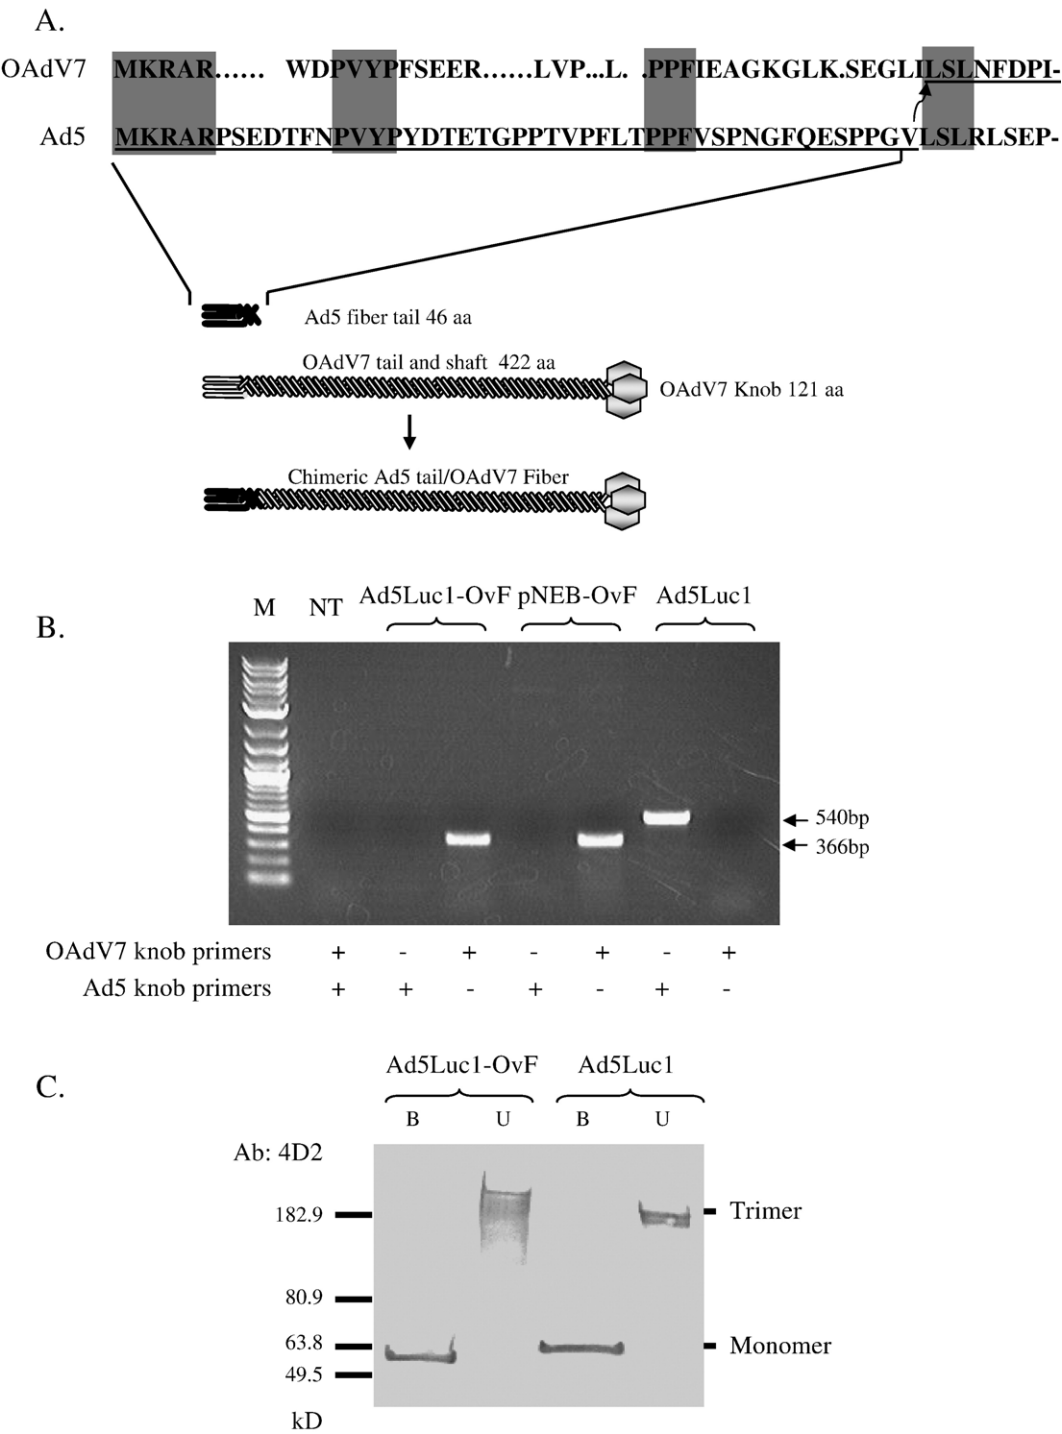 A.
OAdV7 MKRAR...... WDPVYPFSEER......LVP...L. .PPFIEAGKGLK.SEGLILSLNFDPI-
Ad5 MKRARPSEDTFNPVYPYDTETGPPTVPFLTPPFVSPNGFQESPPGVLSLRLSEP-
Ad5 fiber tail 46 aa
OAdV7 tail and shaft 422 aa
OAdV7 Knob 121 aa
Chimeric Ad5 tail/OAdV7 Fiber
B.
M NT Ad5Luc1-OvF pNEB-OvF Ad5Luc1
540bp
366bp
OAdV7 knob primers + - + - + - +
Ad5 knob primers + + - + - + -
C.
Ad5Luc1-OvF Ad5Luc1
B U B U
Ab: 4D2
182.9 Trimer
80.9
63.8 Monomer
49.5
kD